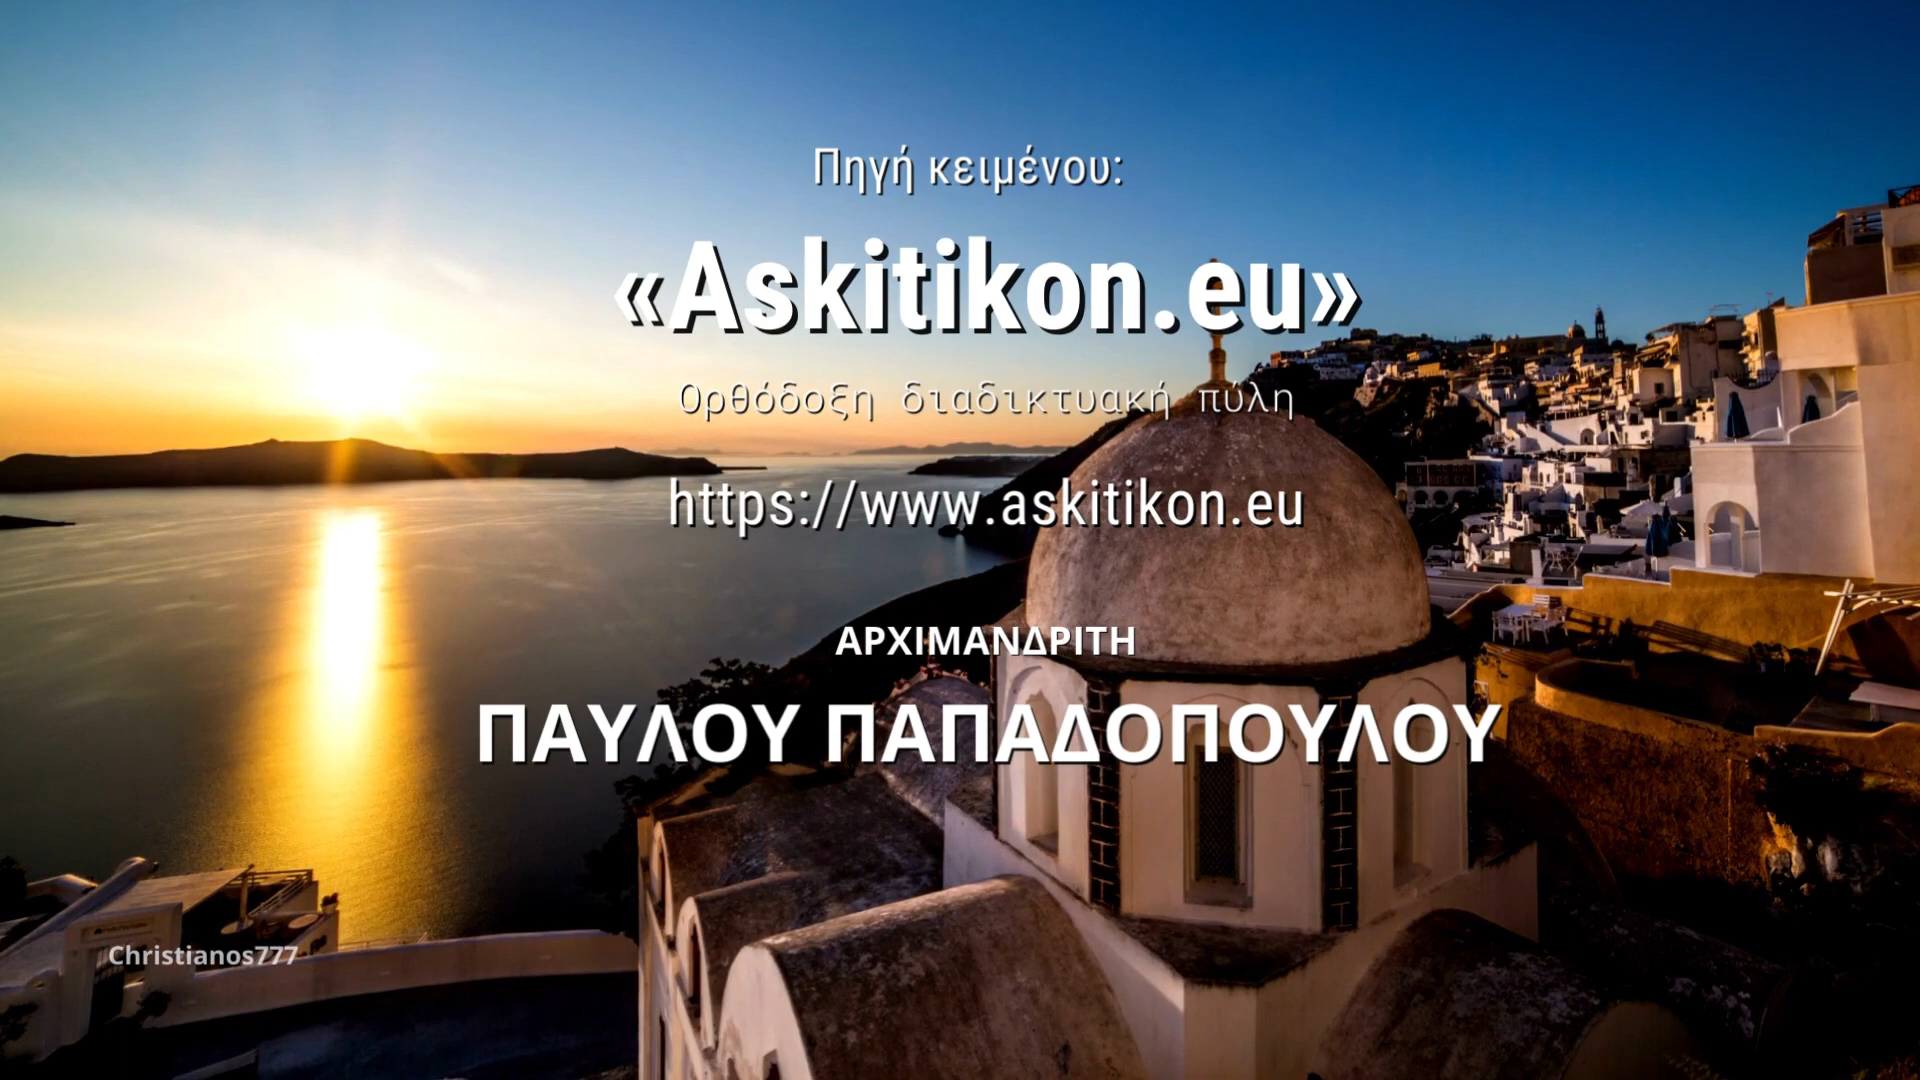 Πηγή κειμένου:
«Askitikon.eu»
Ορθόδοξη διαδικτυακή πύλη
https://www.askitikon.eu
ΑΡΧΙΜΑΝΔΡΙΤΗ
ΠΑΥΛΟΥ ΠΑΠΑΔΟΠΟΥΛΟΥ
Christianos777